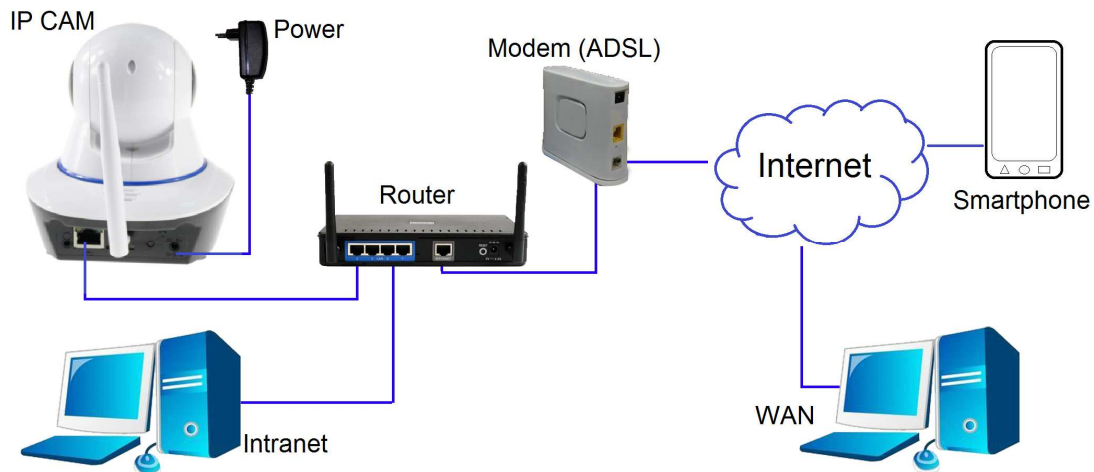 IP CAM
Power
Modem (ADSL)
Router
Internet
Smartphone
Intranet
WAN